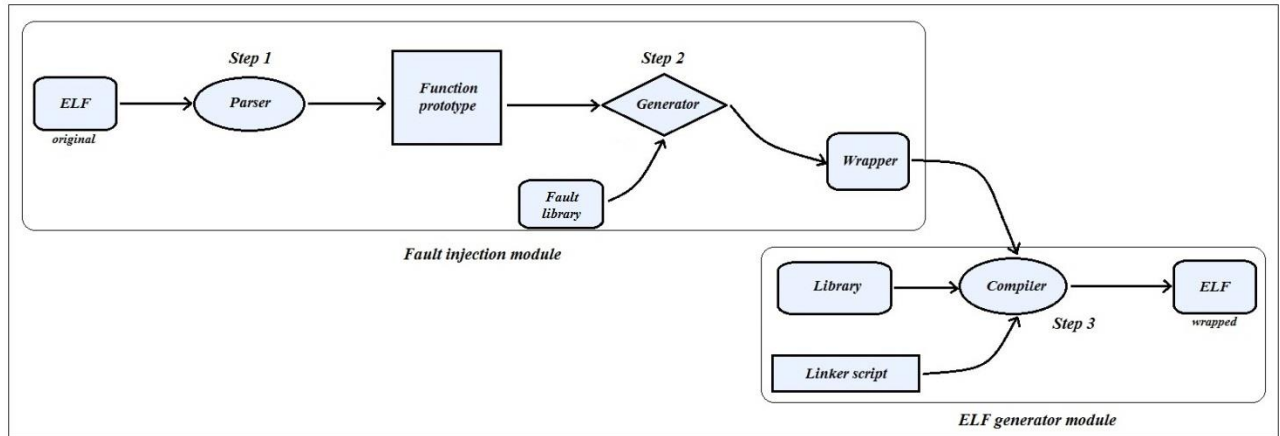 Step 1
Step 2
ELF
original
Parser
Function
prototype
Generator
Wrapper
Fault
library
Fault injection module
Library
Compiler
ELF
wrapped
Step 3
Linker script
ELF generator module